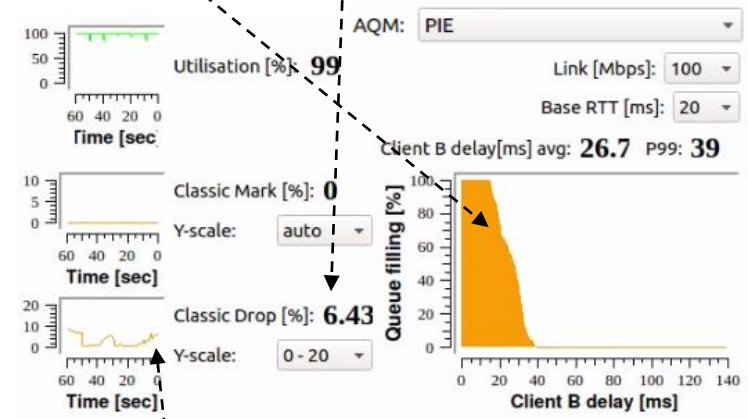 AQM: PIE
Link [Mbps]: 100
Base RTT [ms]: 20
Client B delay[ms] avg: 26.7 P99: 39
100
50
0
60 40 20 0
Time [sec]
Utilisation [%]: 99
10
5
0
60 40 20 0
Time [sec]
Classic Mark [%]: 0
Y-scale: auto
20
10
0
60 40 20 0
Time [sec]
Classic Drop [%]: 6.43
Y-scale: 0 - 20
Queue filling [%]
100
80
60
40
20
0
0 20 40 60 80 100 120 140
Client B delay [ms]